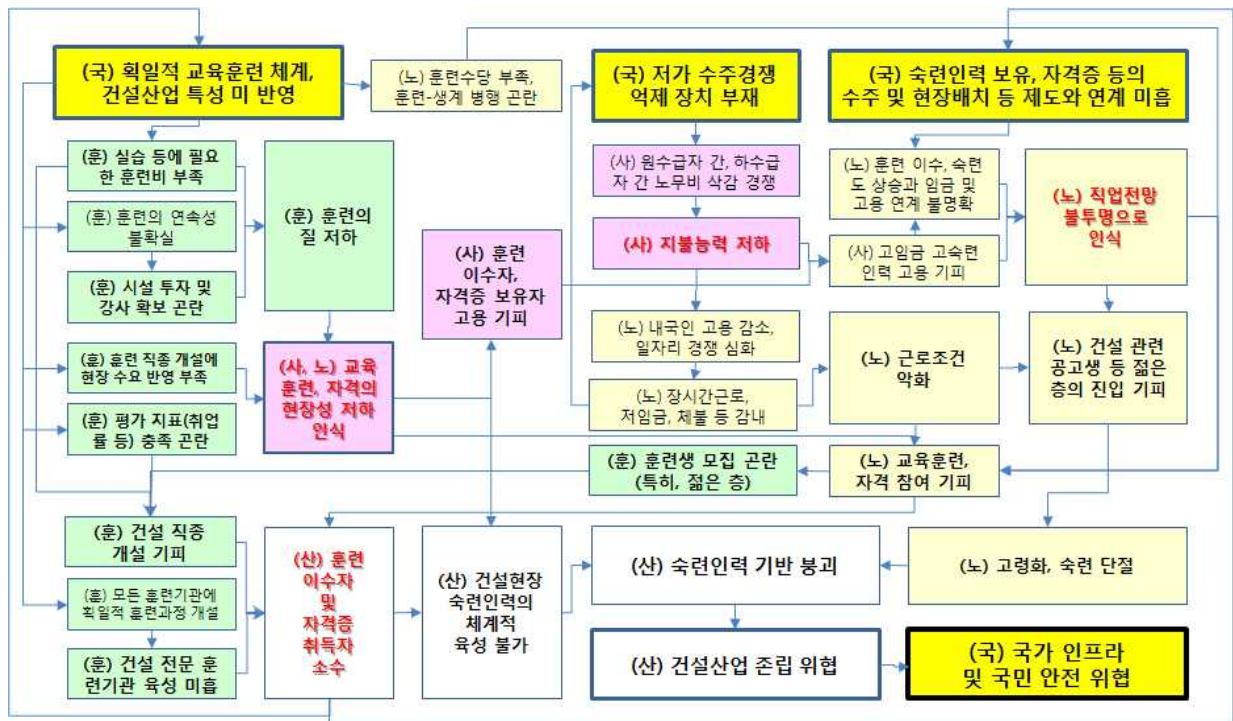 (국) 획일적 교육훈련 체계,
건설산업 특성 미 반영
(노) 훈련수당 부족,
훈련-생계 병행 곤란
(국) 저가 수주경쟁
억제 장치 부재
(국) 숙련인력 보유, 자격증 등의
수주 및 현장배치 등 제도와 연계 미흡
(훈) 실습 등에 필요
한 훈련비 부족
(훈) 훈련의 연속성
불확실
(훈) 시설 투자 및
강사 확보 곤란
(훈) 훈련의
질 저하
(사) 훈련
이수자,
자격증 보유자
고용 기피
(사) 원수급자 간, 하수급
자 간 노무비 삭감 경쟁
(사) 지불능력 저하
(노) 훈련 이수, 숙련
도 상승과 임금 및
고용 연계 불명확
(사) 고임금 고숙련
인력 고용 기피
(노) 직업전망
불투명으로
인식
(훈) 훈련 직종 개설에
현장 수요 반영 부족
(훈) 평가 지표(취업
률 등) 충족 곤란
(사, 노) 교육
훈련, 자격의
현장성 저하
인식
(노) 내국인 고용 감소,
일자리 경쟁 심화
(노) 장시간근로,
저임금, 체불 등 감내
(노) 근로조건
악화
(노) 건설 관련
공고생 등 젊은
층의 진입 기피
(훈) 훈련생 모집 곤란
(특히, 젊은 층)
(노) 교육훈련,
자격 참여 기피
(훈) 건설 직종
개설 기피
(훈) 모든 훈련기관에
획일적 훈련과정 개설
(훈) 건설 전문 훈
련기관 육성 미흡
(산) 훈련
이수자
및
자격증
취득자
소수
(산) 건설현장
숙련인력의
체계적
육성 불가
(산) 숙련인력 기반 붕괴
(노) 고령화, 숙련 단절
(산) 건설산업 존립 위협
(국) 국가 인프라
및 국민 안전 위협